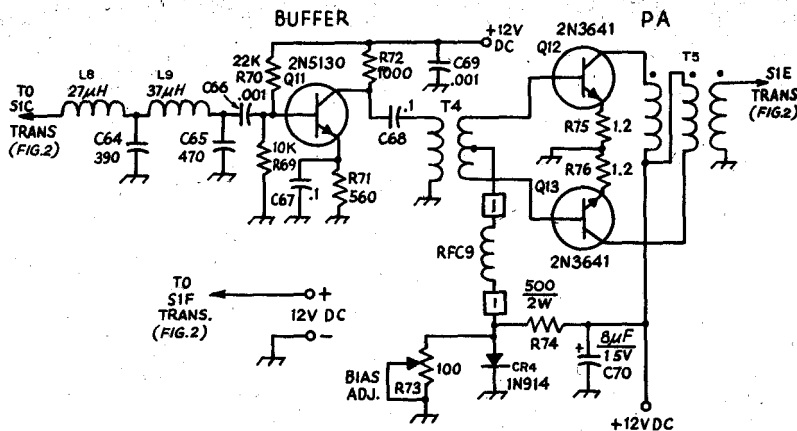 BUFFER
PA
+12V
DC
2N3641
2N5130
22K
R70
Q11
R72
1000
C69
.001
Q12
T5
L8
27µH
L9
37µH
C66
.001
TO
S1C
TRANS
(FIG.2)
C64
390
C65
470
10K
R69
C67
.1
R71
560
.1
C68
T4
R75
1.2
R76
1.2
Q13
2N3641
S1E
TRANS
(FIG.2)
1
RFC9
1
TO
S1F
TRANS.
(FIG.2)
+
12V DC
-
500
2W
R74
+
8µF
15V
C70
BIAS
ADJ.
100
R73
CR4
1N914
+12VDC